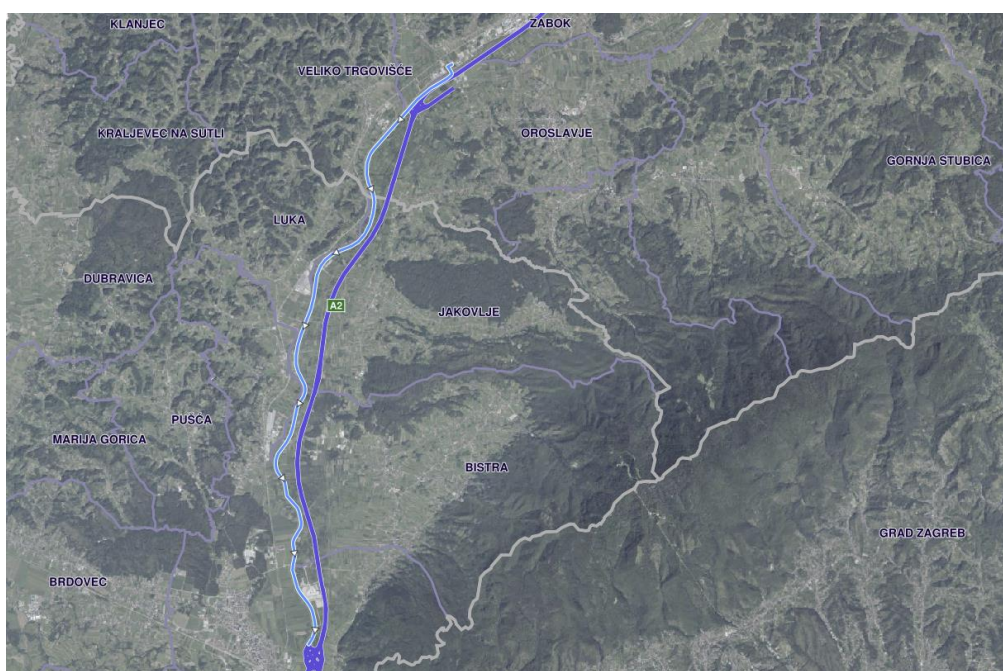 KLANJEC
ZABOK
VELIKO TRGOVIŠĆE
KRALJEVEC NA SUTLI
OROSLAVJE
GORNJA STUBICA
LUKA
DUBRAVICA
A2
JAKOVLJE
PUŠĆA
MARIJA GORICA
BISTRA
GRAD ZAGREB
BRDOVEC